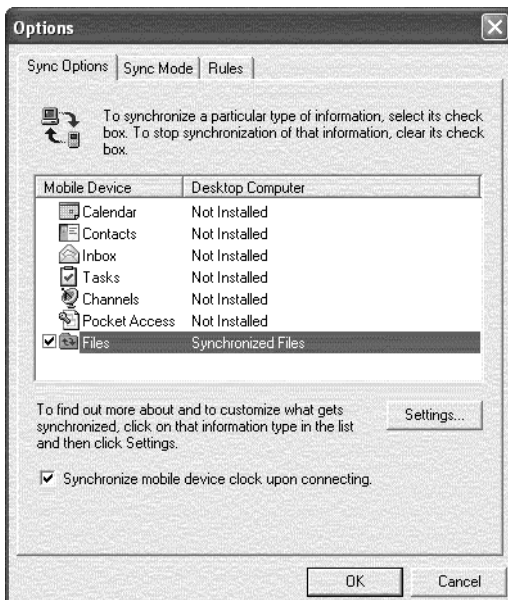 Options
Sync Options Sync Mode Rules
To synchronize a particular type of information, select its check
box. To stop synchronization of that information, clear its check
box.
Mobile Device Desktop Computer
Calendar Not Installed
Contacts Not Installed
Inbox Not Installed
Tasks Not Installed
Channels Not Installed
Pocket Access Not Installed
Files Synchronized Files
To find out more about and to customize what gets
synchronized, click on that information type in the list
and then click Settings.
Settings...
Synchronize mobile device clock upon connecting.
OK Cancel